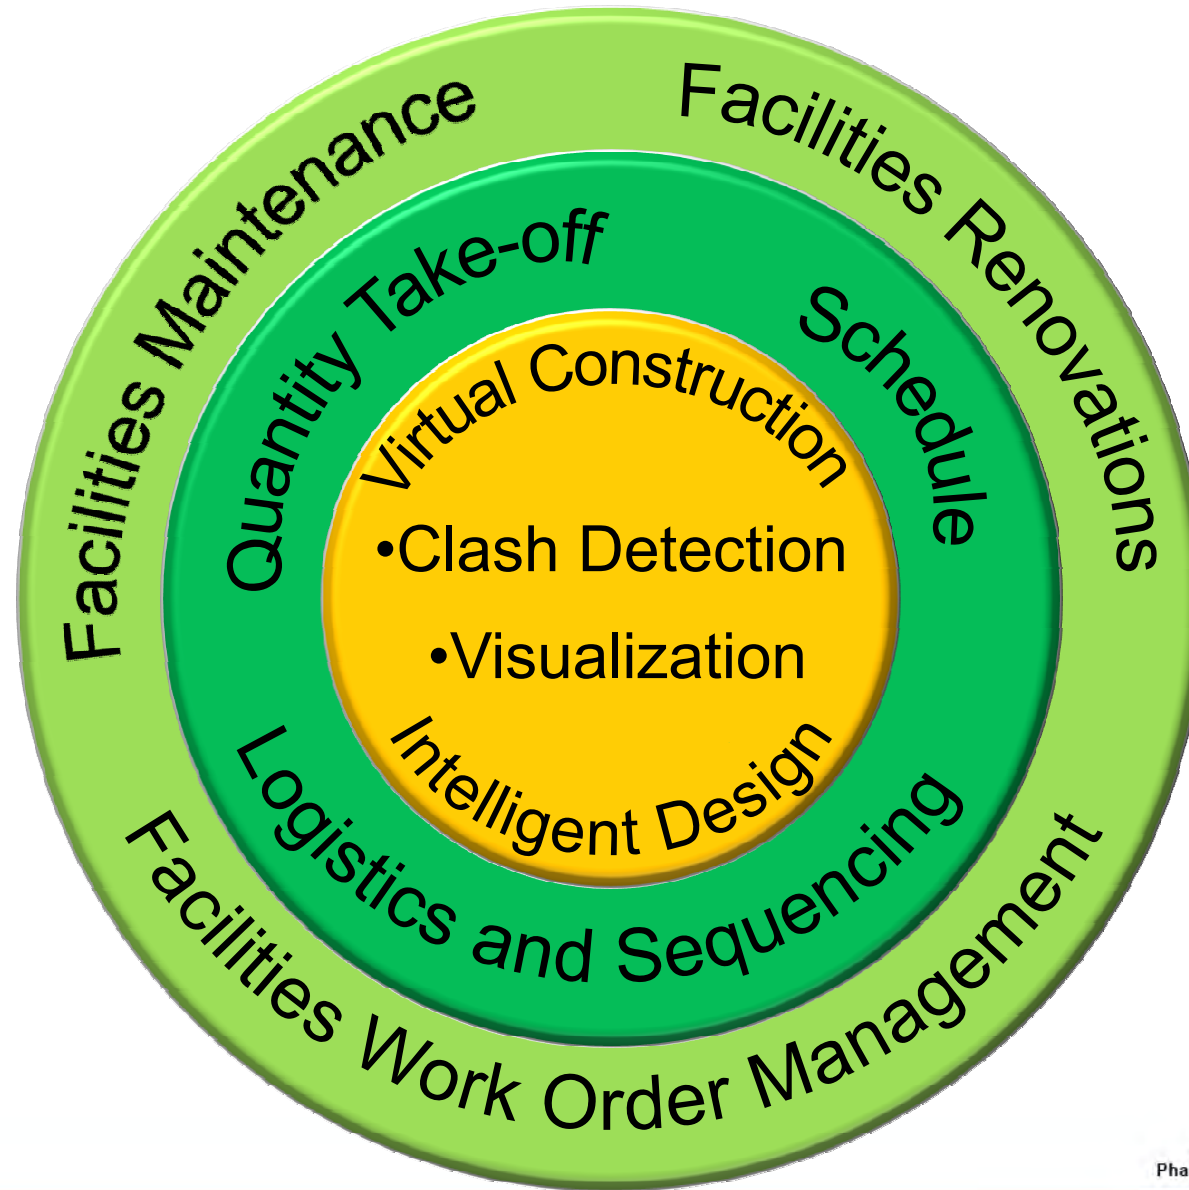 Facilities Maintenance
Facilities Renovations
Quantity Take-off
Schedule
Virtual Construction
•Clash Detection
•Visualization
Intelligent Design
Logistics and Sequencing
Facilities Work Order Management
Pha